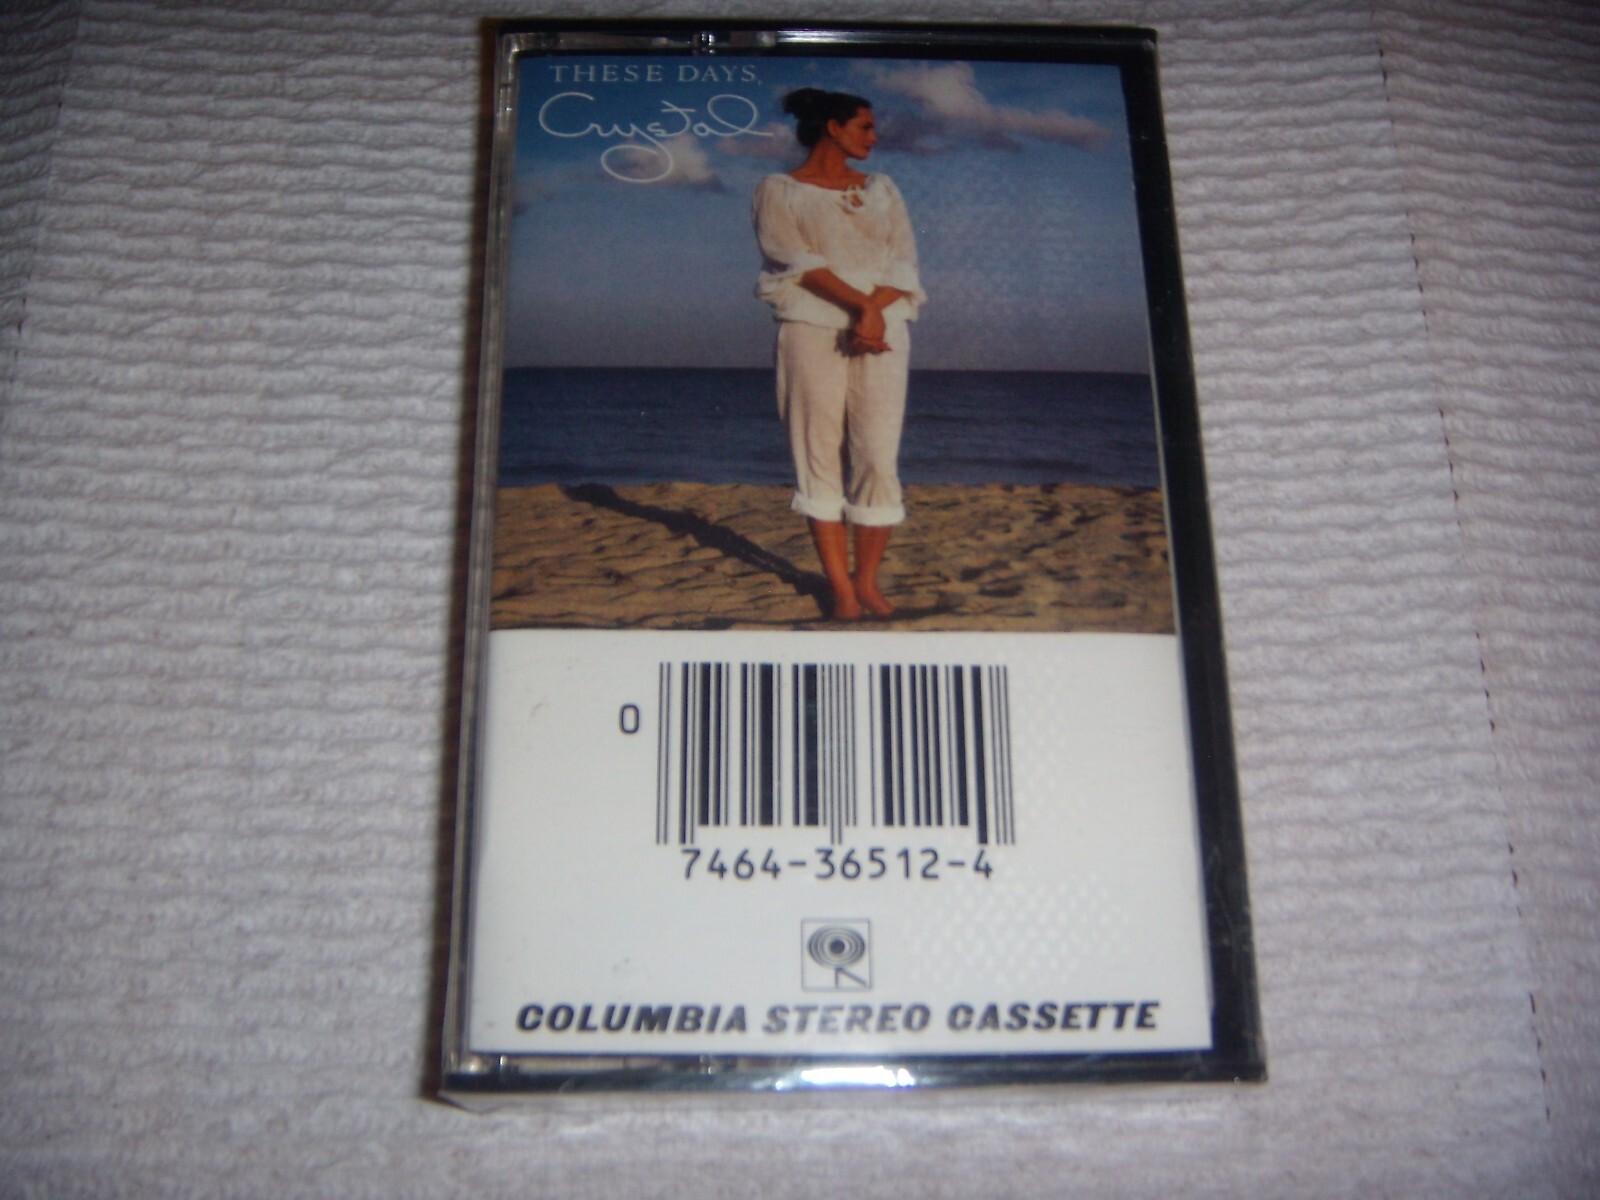 THESE DAYS,
Crystal
0
7464-36512-4
COLUMBIA STEREO CASSETTE